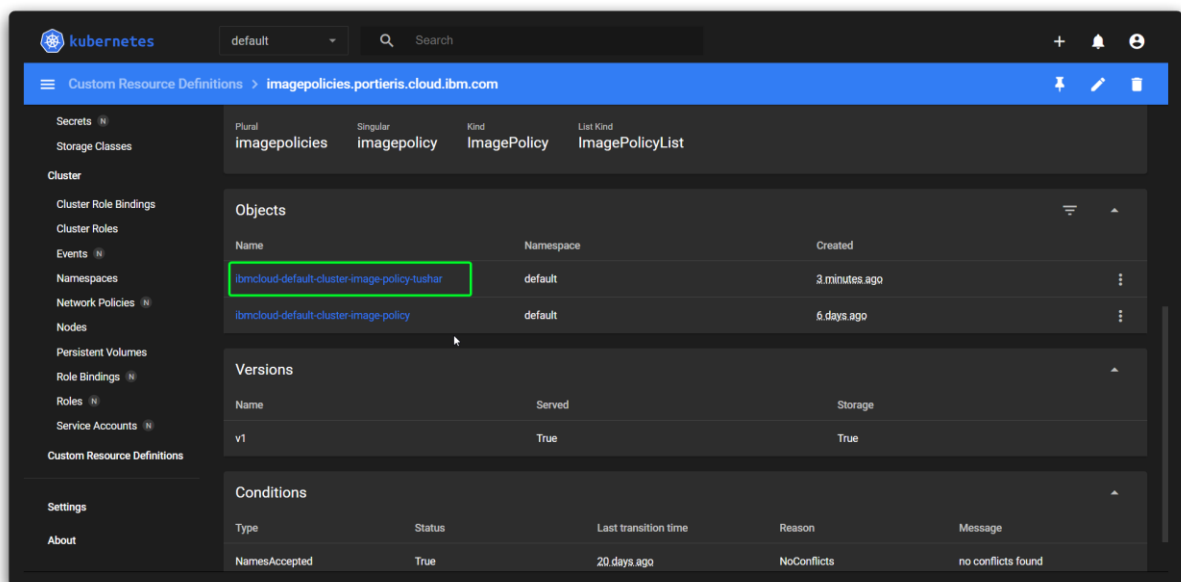 kubernetes
default
Search
Custom Resource Definitions > imagepolicies.portieris.cloud.ibm.com
Secrets N
Storage Classes
Cluster
Cluster Role Bindings
Cluster Roles
Events N
Namespaces
Network Policies N
Nodes
Persistent Volumes
Role Bindings N
Roles N
Service Accounts N
Custom Resource Definitions
Settings
About
Plural Singular Kind List Kind
imagepolicies imagepolicy ImagePolicy ImagePolicyList
Objects
Name Namespace Created
ibmcloud-default-cluster-image-policy-tushar default 3 minutes ago
ibmcloud-default-cluster-image-policy default 6 days ago
Versions
Name Served Storage
v1 True True
Conditions
Type Status Last transition time Reason Message
NamesAccepted True 20 days ago NoConflicts no conflicts found